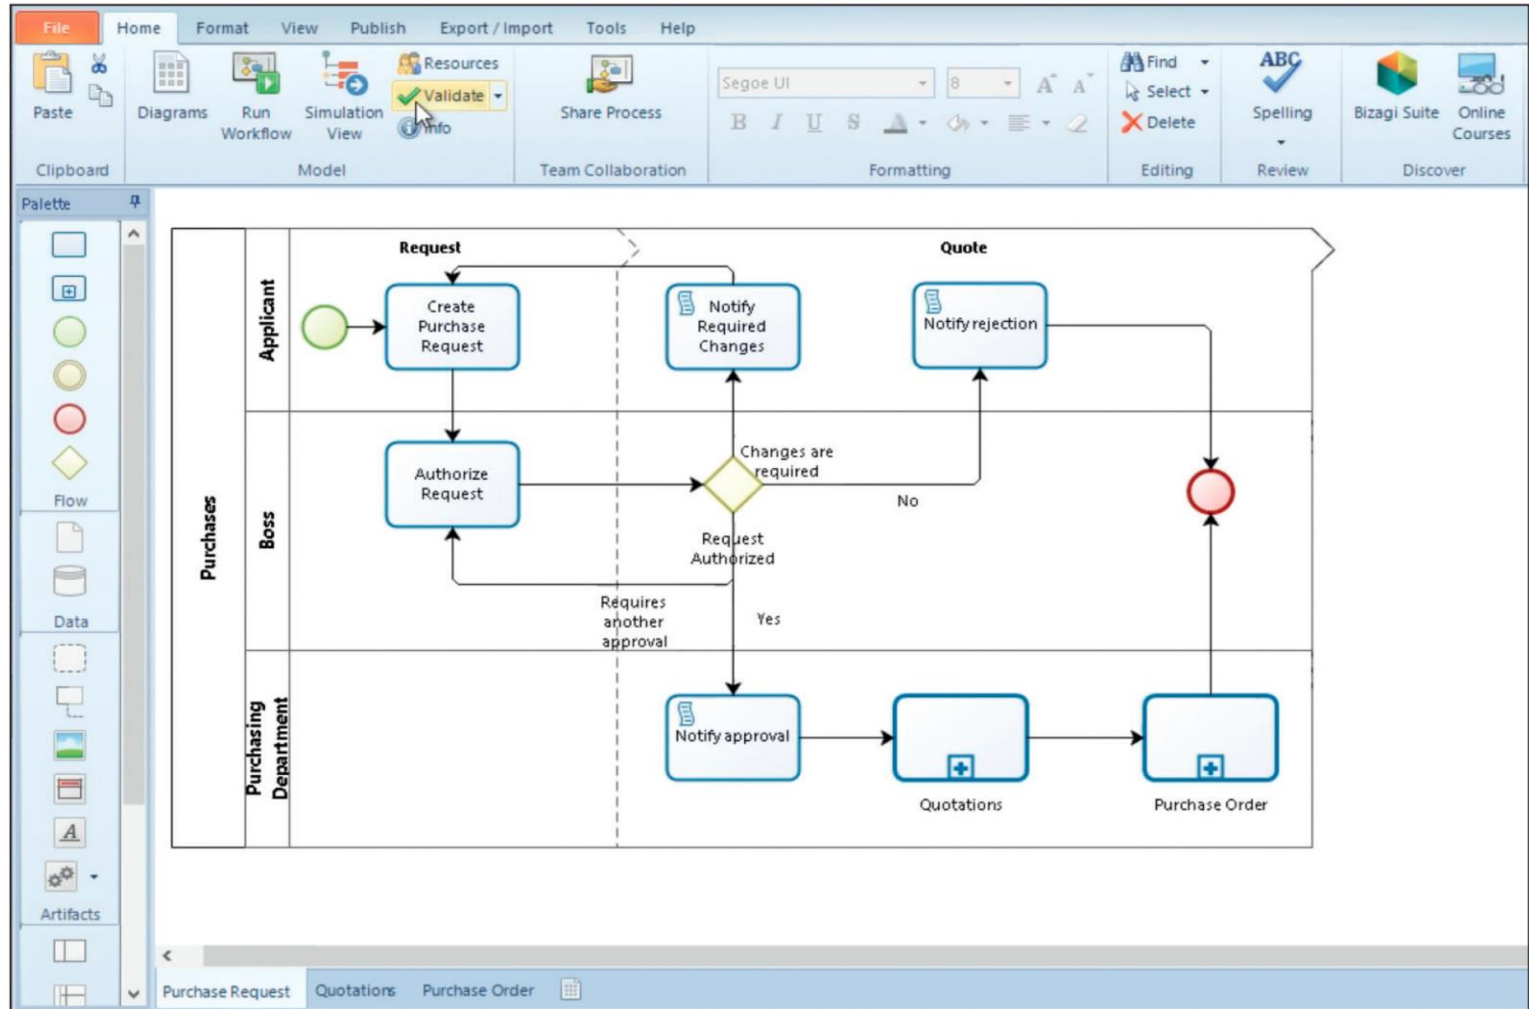 File Home Format View Publish Export / Import Tools Help
Paste
Clipboard
Diagrams
Run
Workflow
Simulation
View
Resources
Validate
Info
Model
Share Process
Team Collaboration
Segoe UI 8 A A
B I U S A
Formatting
Find
Select
Delete
Editing
ABC
Spelling
Review
Bizagi Suite
Online
Courses
Discover
Palette
Flow
Data
A
Artifacts
Purchases
Applicant
Boss
Purchasing
Department
Request
Quote
Create
Purchase
Request
Notify
Required
Changes
Notify rejection
Authorize
Request
Changes are
required
No
Request
Authorized
Requires
another
approval
Yes
Notify approval
Quotations
Purchase Order
Purchase Request Quotations Purchase Order